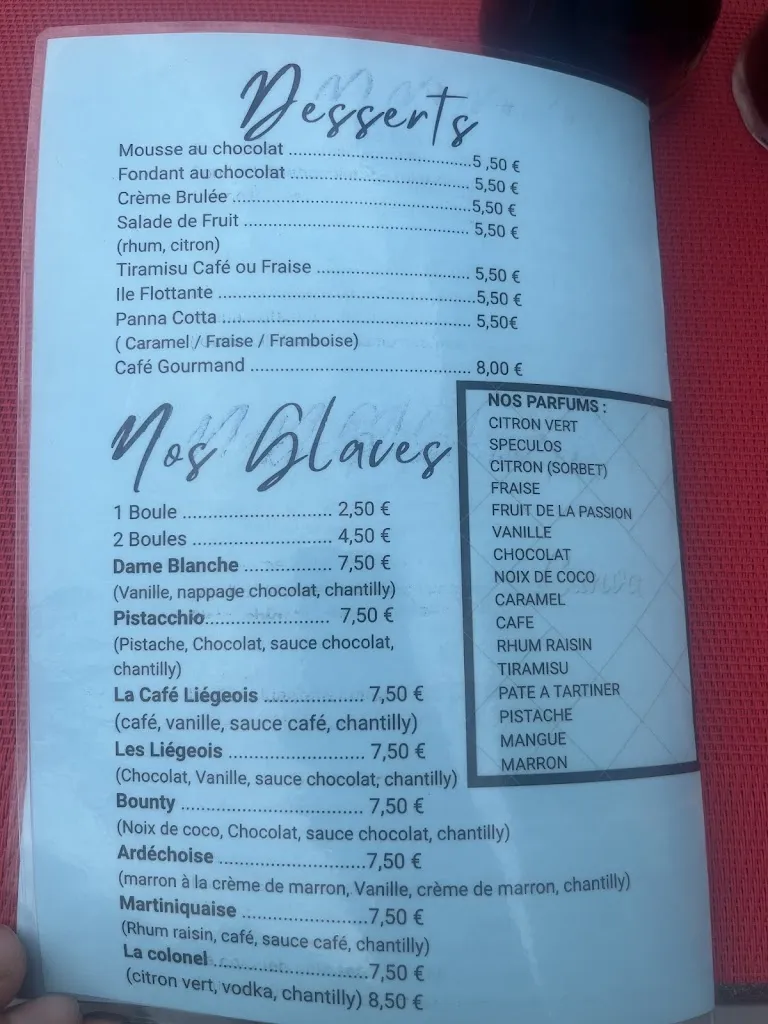 Desserts
Mousse au chocolat ........ 5 ,50 €
Fondant au chocolat ........ 5,50 €
Crème Brulée ........ 5,50 €
Salade de Fruit ........ 5,50 €
(rhum, citron)
Tiramisu Café ou Fraise ........ 5,50 €
Ile Flottante ........ 5,50 €
Panna Cotta ........ 5,50€
( Caramel / Fraise / Framboise)
Café Gourmand ........ 8,00 €
Nos Glaces
1 Boule ........ 2,50 €
2 Boules ........ 4,50 €
Dame Blanche ........ 7,50 €
(Vanille, nappage chocolat, chantilly)
Pistacchio ........ 7,50 €
(Pistache, Chocolat, sauce chocolat,
chantilly)
La Café Liégeois ........ 7,50 €
(café, vanille, sauce café, chantilly)
Les Liégeois ........ 7,50 €
(Chocolat, Vanille, sauce chocolat, chantilly)
Bounty ........ 7,50 €
(Noix de coco, Chocolat, sauce chocolat, chantilly)
Ardéchoise ........ 7,50 €
(marron à la crème de marron, Vanille, crème de marron, chantilly)
Martiniquaise ........ 7,50 €
(Rhum raisin, café, sauce café, chantilly)
La colonel ........ 7,50 €
(citron vert, vodka, chantilly) 8,50 €
NOS PARFUMS :
CITRON VERT
SPECULOS
CITRON (SORBET)
FRAISE
FRUIT DE LA PASSION
VANILLE
CHOCOLAT
NOIX DE COCO
CARAMEL
CAFE
RHUM RAISIN
TIRAMISU
PATE A TARTINER
PISTACHE
MANGUE
MARRON